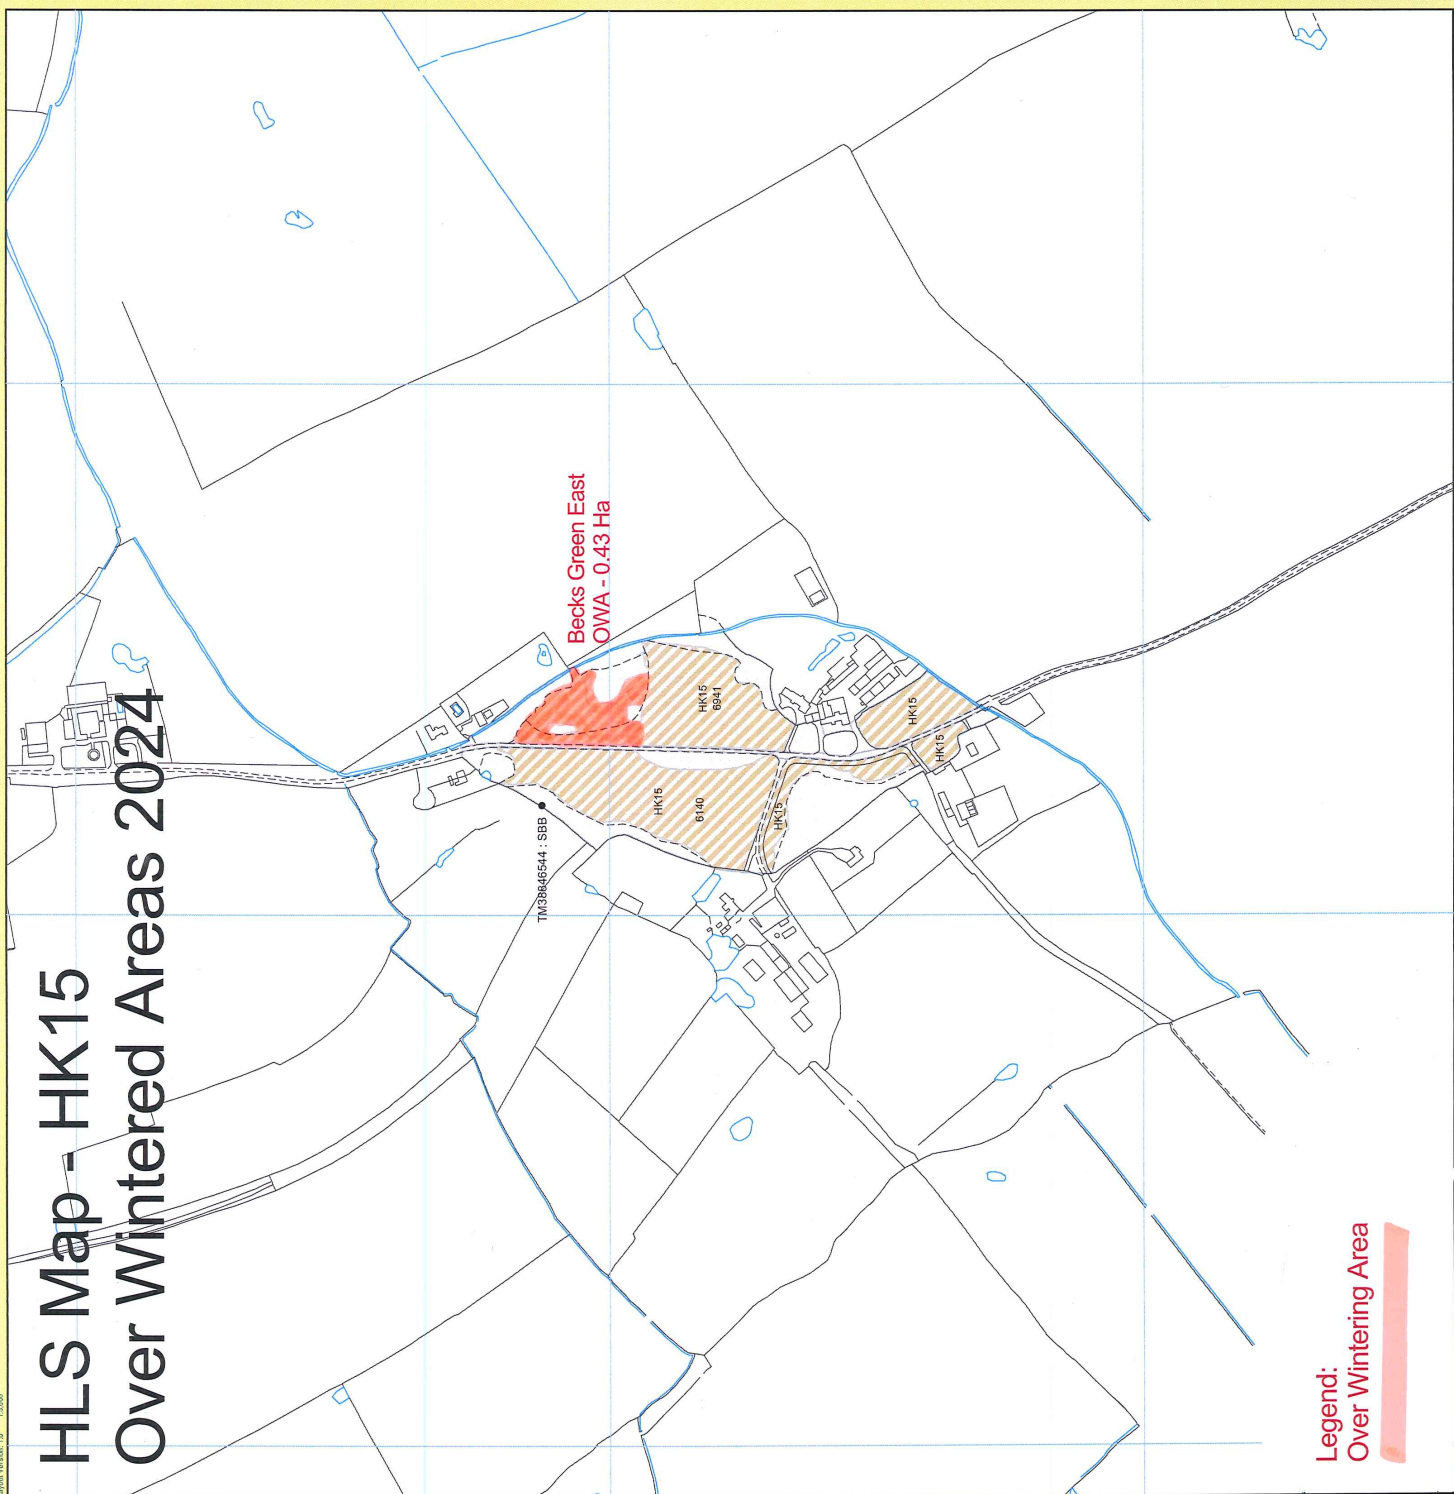 HLS Map - HK15
Over Wintered Areas 2024
Becks Green East
OWA - 0.43 Ha
HK15
6941
HK15
6140
HK15
HK15
HK15
TM38846544 : SBB
Legend:
Over Wintering Area